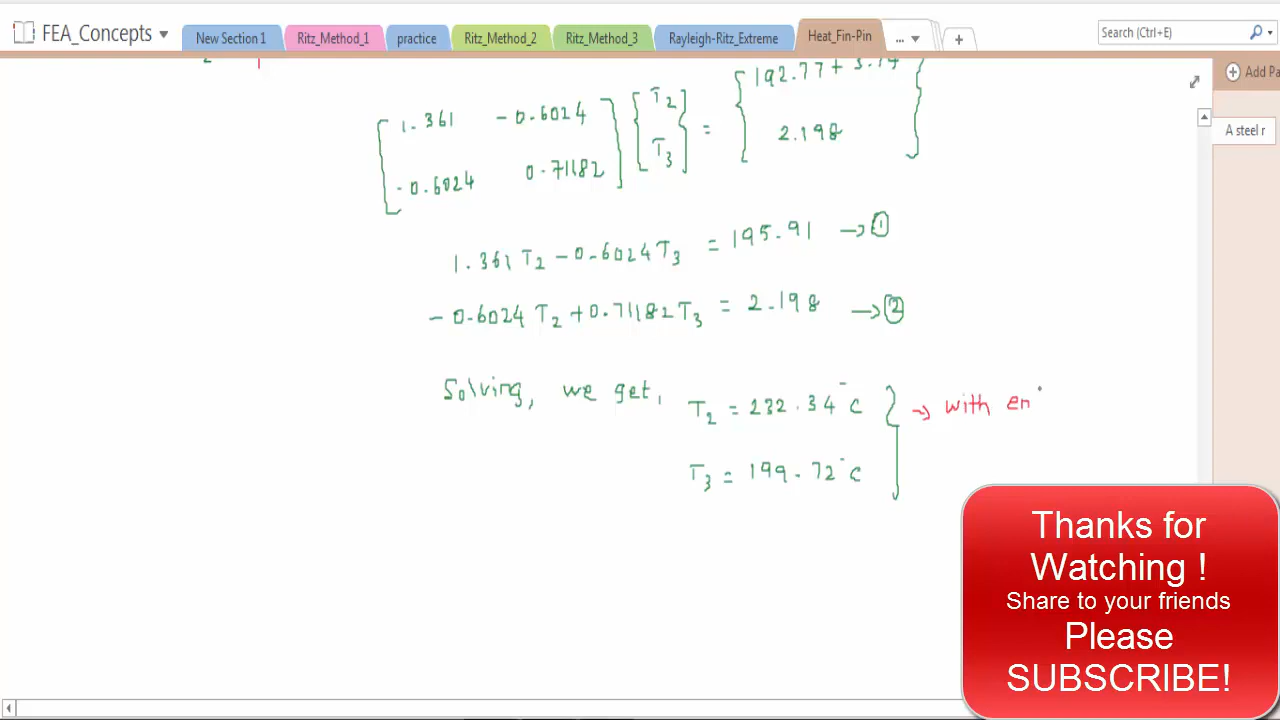 FEA_Concepts
New Section 1 Ritz_Method_1 practice Ritz_Method_2 Ritz_Method_3 Rayleigh-Ritz_Extreme Heat_Fin-Pin ... +
Search (Ctrl+E)
Add Pa
A steel r
1.361 -0.6024 T2 = 192.77 +
-0.6024 0.71182 T3 2.198
1.361 T2 - 0.6024 T3 = 195.91 → ①
- 0.6024 T2 + 0.71182 T3 = 2.198 → ②
Solving, we get, T2 = 232.34°C } → with en
T3 = 199.72°C
Thanks for
Watching !
Share to your friends
Please
SUBSCRIBE!